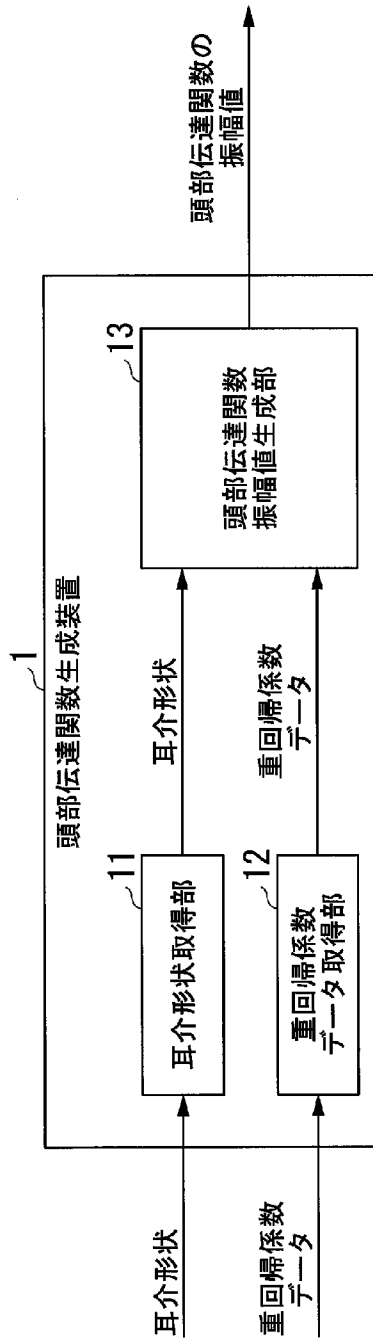 1
頭部伝達関数生成装置
耳介形状
11
耳介形状取得部
耳介形状
重回帰係数
データ
12
重回帰係数
データ取得部
重回帰係数
データ
13
頭部伝達関数
振幅値生成部
頭部伝達関数の
振幅値